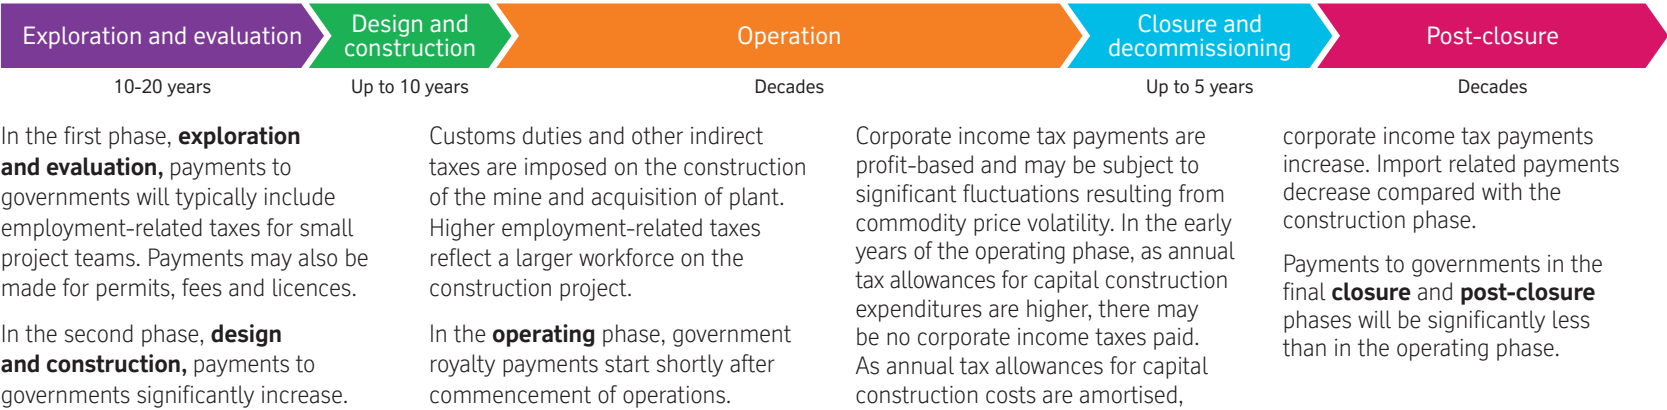 Exploration and evaluation
Design and
construction
Operation
Closure and
decommissioning
Post-closure
10-20 years
Up to 10 years
Decades
Up to 5 years
Decades
In the first phase, exploration
and evaluation, payments to
governments will typically include
employment-related taxes for small
project teams. Payments may also be
made for permits, fees and licences.
In the second phase, design
and construction, payments to
governments significantly increase.
Customs duties and other indirect
taxes are imposed on the construction
of the mine and acquisition of plant.
Higher employment-related taxes
reflect a larger workforce on the
construction project.
In the operating phase, government
royalty payments start shortly after
commencement of operations.
Corporate income tax payments are
profit-based and may be subject to
significant fluctuations resulting from
commodity price volatility. In the early
years of the operating phase, as annual
tax allowances for capital construction
expenditures are higher, there may
be no corporate income taxes paid.
As annual tax allowances for capital
construction costs are amortised,
corporate income tax payments
increase. Import related payments
decrease compared with the
construction phase.
Payments to governments in the
final closure and post-closure
phases will be significantly less
than in the operating phase.